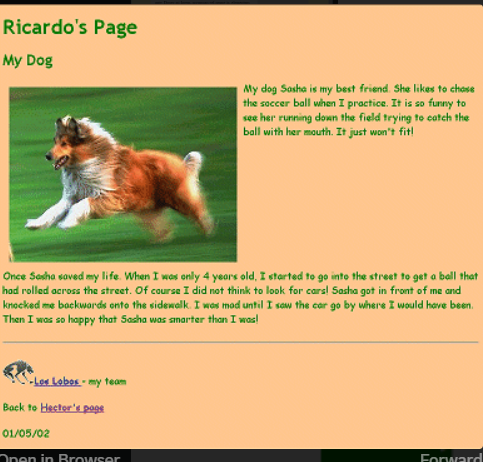 Ricardo's Page
My Dog
My dog Sasha is my best friend. She likes to chase
the soccer ball when I practice. It is so funny to
see her running down the field trying to catch the
ball with her mouth. It just won't fit!
Once Sasha saved my life. When I was only 4 years old, I started to go into the street to get a ball that
had rolled across the street. Of course I did not think to look for cars! Sasha got in front of me and
knocked me backwards onto the sidewalk. I was mad until I saw the car go by where I would have been.
Then I was so happy that Sasha was smarter than I was!
Los Lobos - my team
Back to Hector's page
01/05/02
Open in Browser Forward